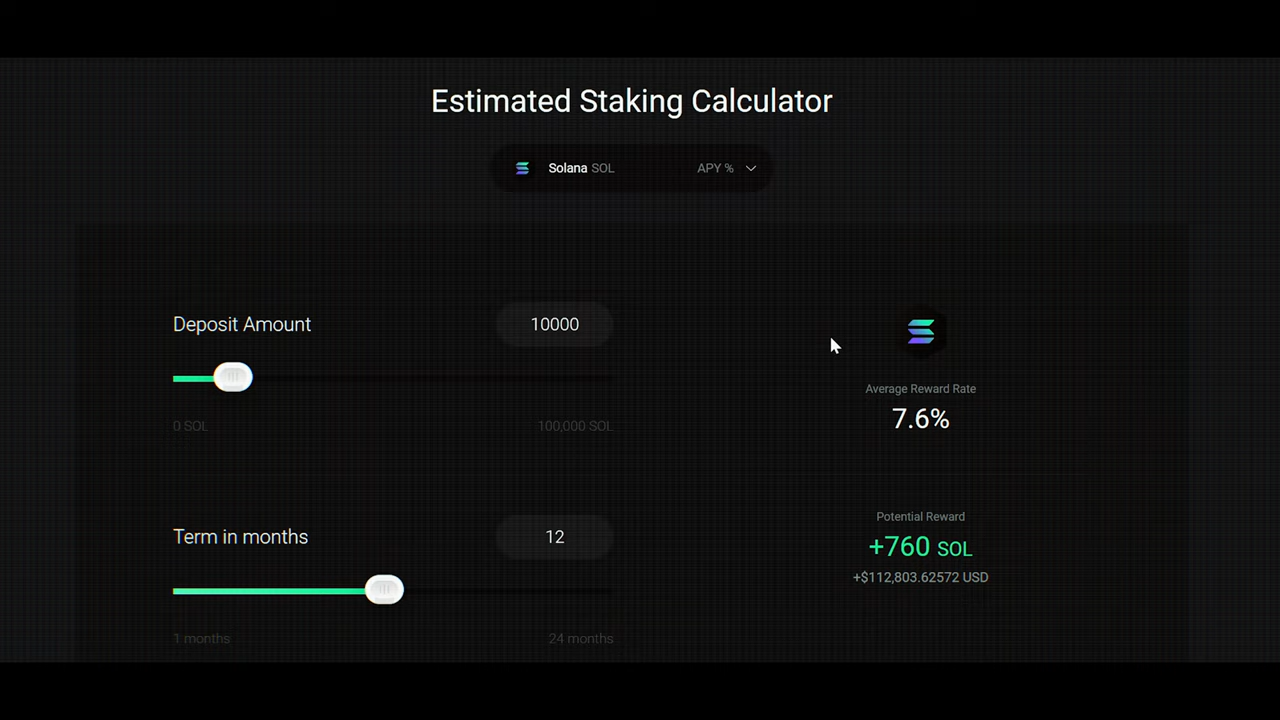 Estimated Staking Calculator
Solana SOL APY %
Deposit Amount 10000
0 SOL 100,000 SOL
Average Reward Rate
7.6%
Term in months 12
1 months 24 months
Potential Reward
+760 SOL
+$112,803.62572 USD